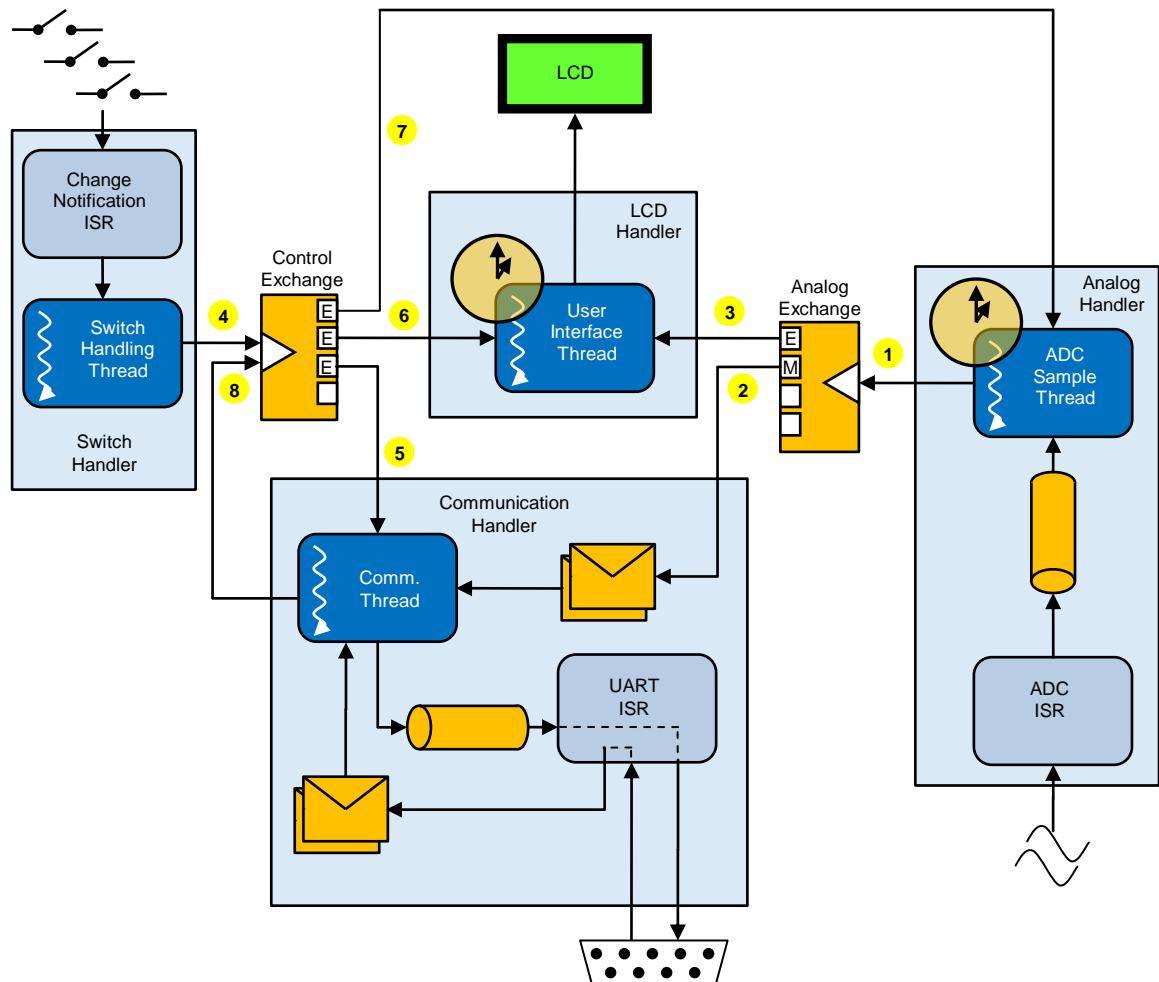 LCD
7
Change
Notification
ISR
LCD
Handler
Control
Exchange
Analog
Exchange
Analog
Handler
Switch
Handling
Thread
4
E
E
E
6
User
Interface
Thread
3
E
M
1
ADC
Sample
Thread
8
2
Switch
Handler
5
Communication
Handler
Comm.
Thread
UART
ISR
ADC
ISR